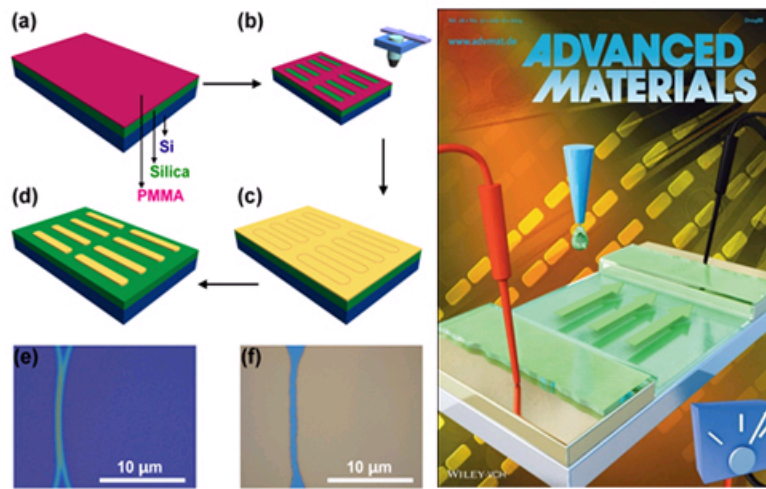 (a)
(b)
Si
Silica
PMMA
(d)
(c)
(e)
10 µm
(f)
10 µm
www.advmat.de
ADVANCED
MATERIALS
WILEY-VCH